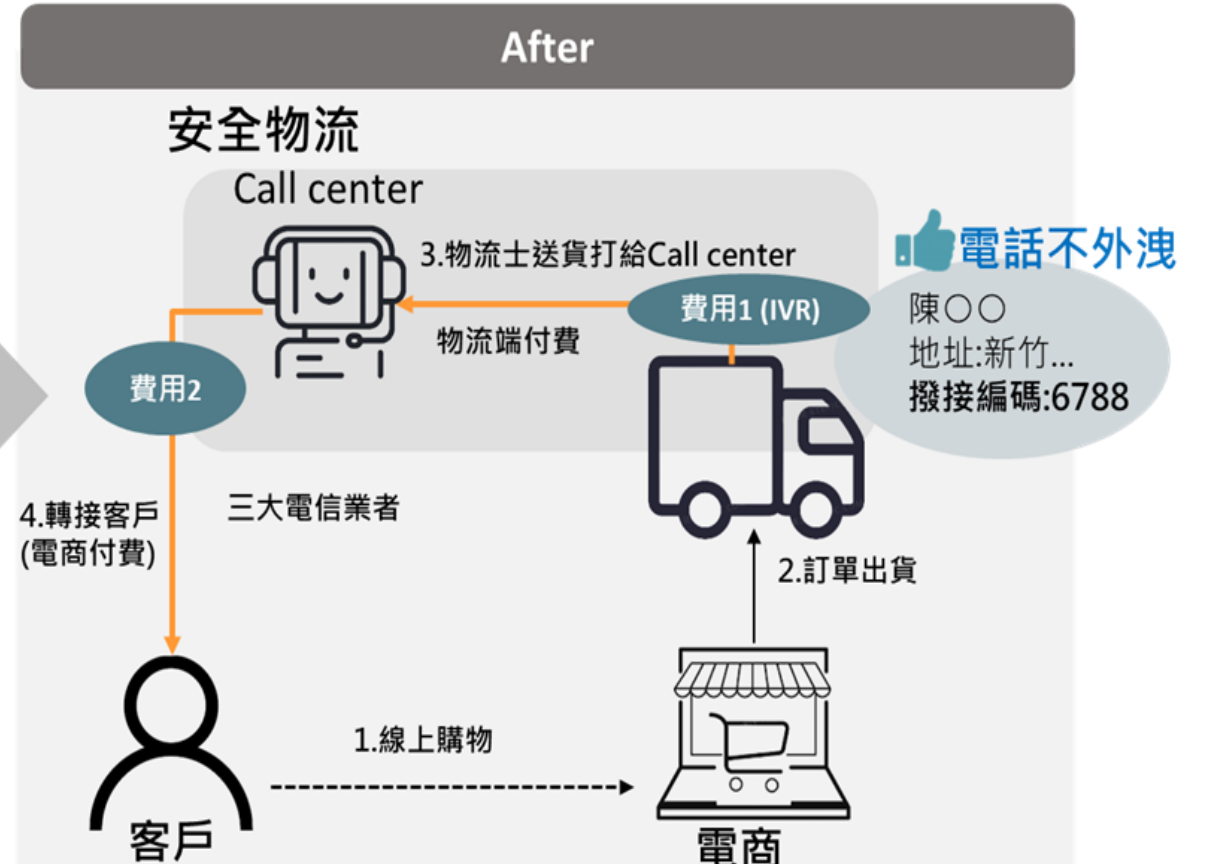 After
安全物流
Call center
3.物流士送貨打給Call center
電話不外洩
費用1 (IVR)
物流端付費
陳〇〇
地址:新竹...
撥接編碼:6788
費用2
4.轉接客戶
(電商付費)
三大電信業者
2.訂單出貨
1.線上購物
客戶
電商